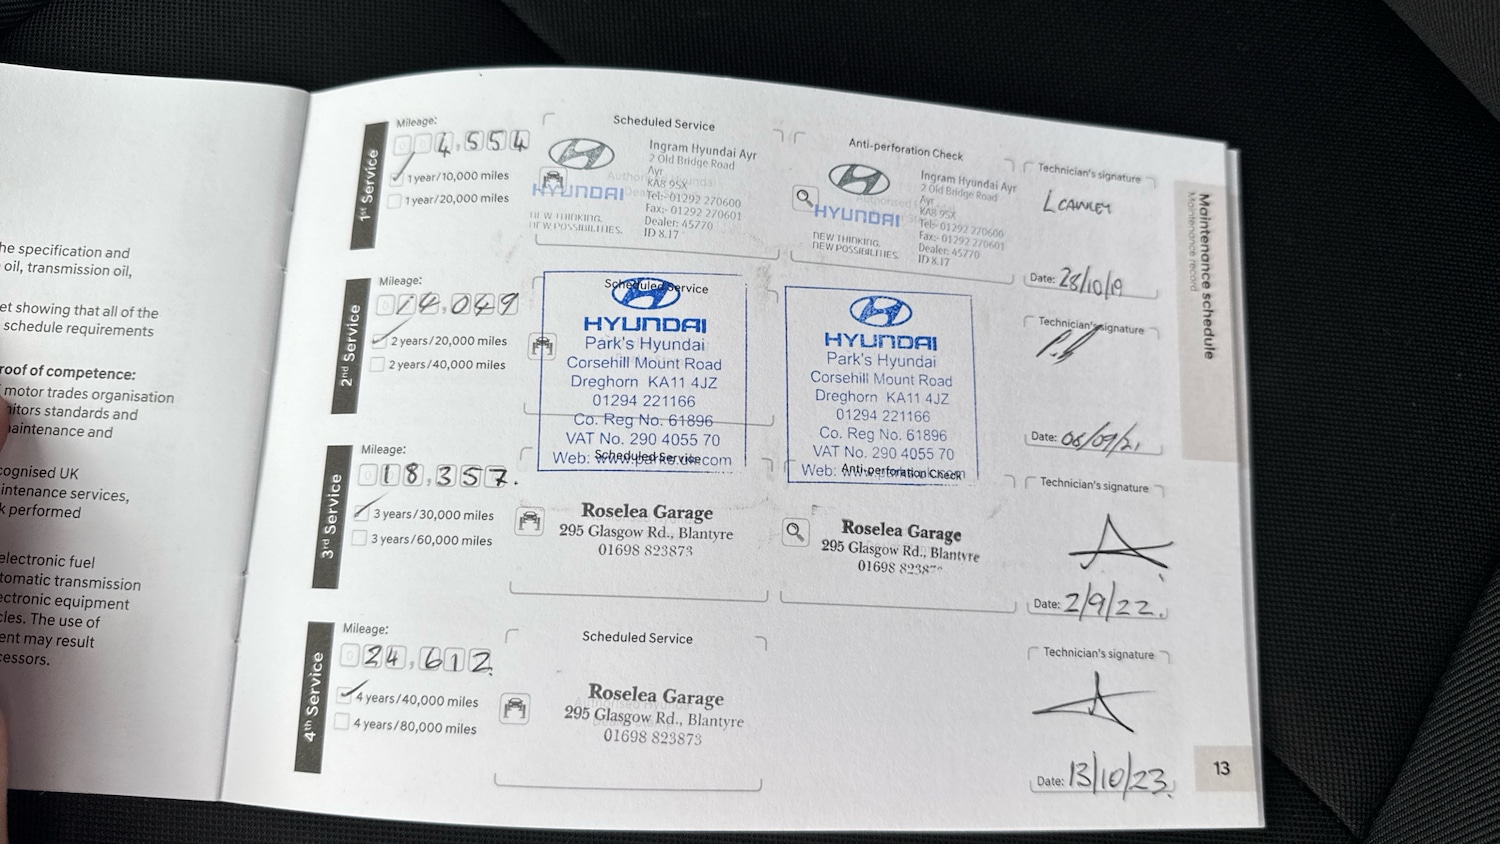 he specification and
oil, transmission oil,
et showing that all of the
schedule requirements
roof of competence:
motor trades organisation
nitors standards and
maintenance and
cognised UK
intenance services,
k performed
electronic fuel
tomatic transmission
ectronic equipment
cles. The use of
ent may result
cessors.
1st Service
Mileage:
04,554
1 year/10,000 miles
1 year/20,000 miles
Scheduled Service
HYUNDAI
NEW THINKING.
NEW POSSIBILITIES.
Ingram Hyundai Ayr
2 Old Bridge Road
Ayr
KA8 9SX
Tel:- 01292 270600
Fax:- 01292 270601
Dealer: 45770
ID 8.17
Anti-perforation Check
HYUNDAI
NEW THINKING.
NEW POSSIBILITIES.
Ingram Hyundai Ayr
2 Old Bridge Road
Ayr
KA8 9SX
Tel:- 01292 270600
Fax:- 01292 270601
Dealer: 45770
ID 8.17
Technician's signature
Date: 28/10/19
2nd Service
Mileage:
014,049
2 years/20,000 miles
2 years/40,000 miles
Scheduled Service
HYUNDAI
Park's Hyundai
Corsehill Mount Road
Dreghorn KA11 4JZ
01294 221166
Co. Reg No. 61896
VAT No. 290 4055 70
Web:
HYUNDAI
Park's Hyundai
Corsehill Mount Road
Dreghorn KA11 4JZ
01294 221166
Co. Reg No. 61896
VAT No. 290 4055 70
Web:
Technician's signature
Date: 06/09/21
3rd Service
Mileage:
018,357.
3 years/30,000 miles
3 years/60,000 miles
Scheduled Service
Roselea Garage
295 Glasgow Rd., Blantyre
01698 823873
Anti-perforation Check
Roselea Garage
295 Glasgow Rd., Blantyre
01698
Technician's signature
Date: 2/9/22.
4th Service
Mileage:
024,612
4 years/40,000 miles
4 years/80,000 miles
Scheduled Service
Roselea Garage
295 Glasgow Rd., Blantyre
01698 823873
Technician's signature
Date: 13/10/23.
Maintenance schedule
Maintenance record
13